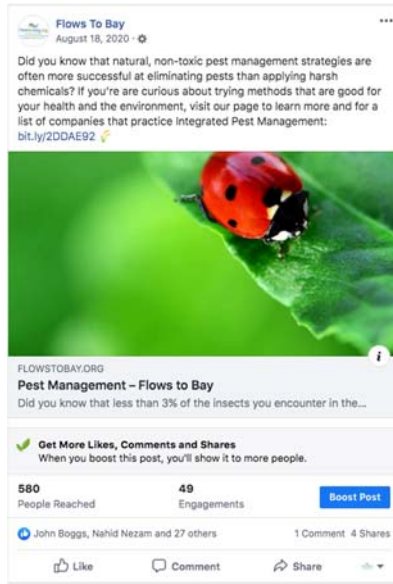 Flows To Bay
August 18, 2020 ·
Did you know that natural, non-toxic pest management strategies are
often more successful at eliminating pests than applying harsh
chemicals? If you're are curious about trying methods that are good for
your health and the environment, visit our page to learn more and for a
list of companies that practice Integrated Pest Management:
bit.ly/2DDAE92
i
FLOWSTOBAY.ORG
Pest Management – Flows to Bay
Did you know that less than 3% of the insects you encounter in the...
Get More Likes, Comments and Shares
When you boost this post, you'll show it to more people.
580
People Reached
49
Engagements
Boost Post
John Boggs, Nahid Nezam and 27 others
1 Comment 4 Shares
Like
Comment
Share